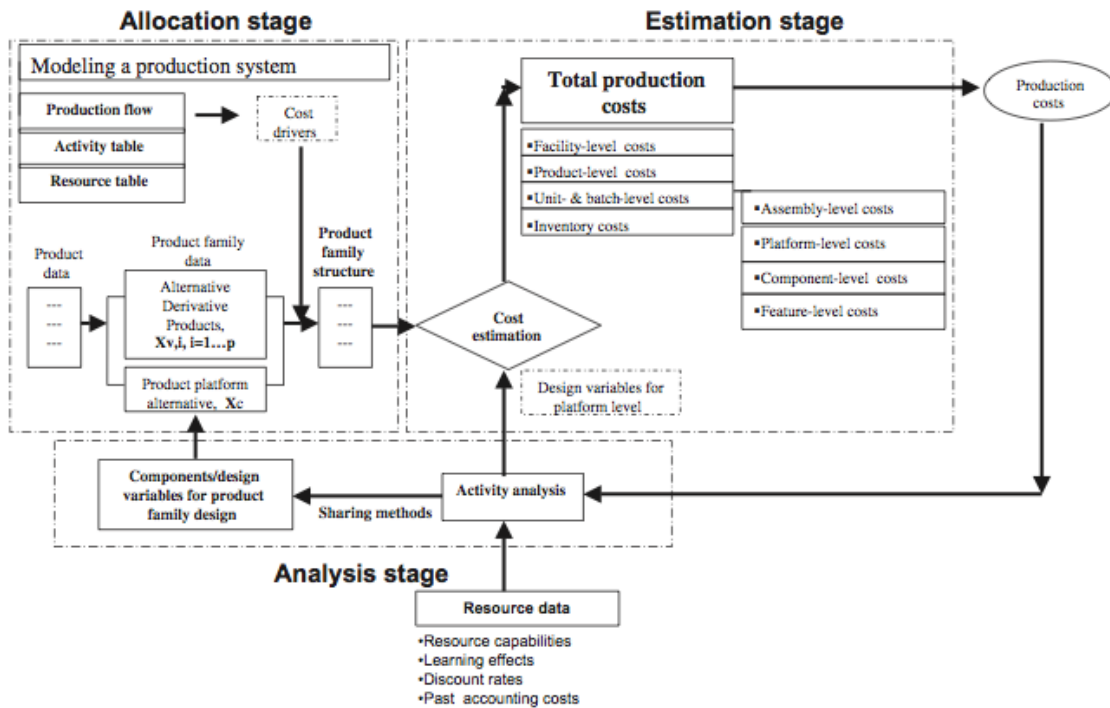 Allocation stage
Estimation stage
Modeling a production system
Production flow
Activity table
Resource table
Cost
drivers
Product
data
---
---
---
Product family
data
Alternative
Derivative
Products,
Xv,i, i=1...p
Product platform
alternative, Xc
Product
family
structure
---
---
---
Total production
costs
▪Facility-level costs
▪Product-level costs
▪Unit- & batch-level costs
▪Inventory costs
▪Assembly-level costs
▪Platform-level costs
▪Component-level costs
▪Feature-level costs
Production
costs
Cost
estimation
Design variables for
platform level
Components/design
variables for product
family design
Sharing methods
Activity analysis
Analysis stage
Resource data
•Resource capabilities
•Learning effects
•Discount rates
•Past accounting costs